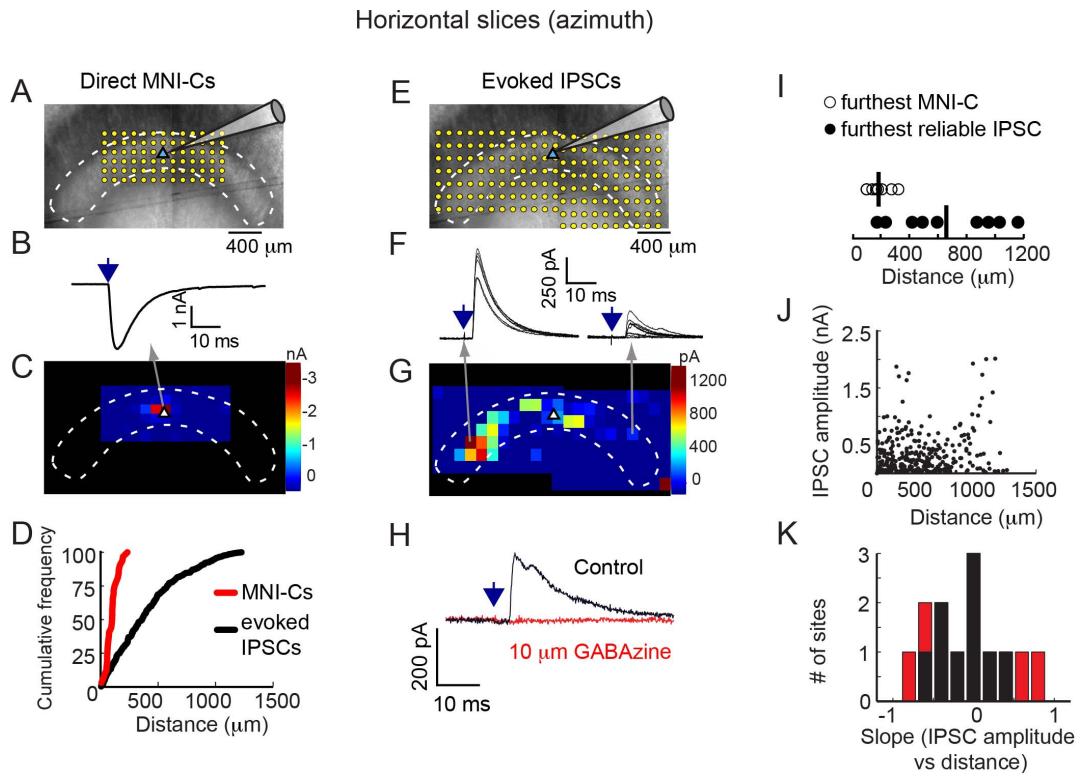 Horizontal slices (azimuth)
A
Direct MNI-Cs
400 μm
B
1 nA
10 ms
C
nA
-3
-2
-1
0
D
Cumulative frequency
100
75
50
25
0
MNI-Cs
evoked
IPSCs
500
1000
1500
Distance (μm)
E
Evoked IPSCs
400 μm
F
250 pA
10 ms
G
pA
1200
800
400
0
H
Control
10 μm GABAzine
200 pA
10 ms
I
furthest MNI-C
furthest reliable IPSC
0
400
1200
Distance (μm)
J
IPSC amplitude (nA)
2.5
1.5
0.5
0
500
1000
1500
Distance (μm)
K
# of sites
3
2
1
0
-1
0
1
Slope (IPSC amplitude
vs distance)